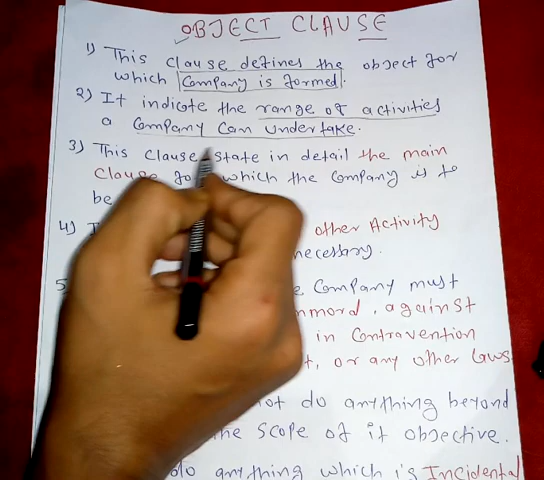 OBJECT CLAUSE
1) This clause defines the object for
which Company is formed.
2) It indicate the range of activities
a Company Can undertake.
3) This Clause state in detail the main
Clause for which the Company is to
be
4) other Activity
necessary.
5 Company must
against
in Contravention
or any other laws
not do anything beyond
the scope of it objective.
do anything which is Incidental